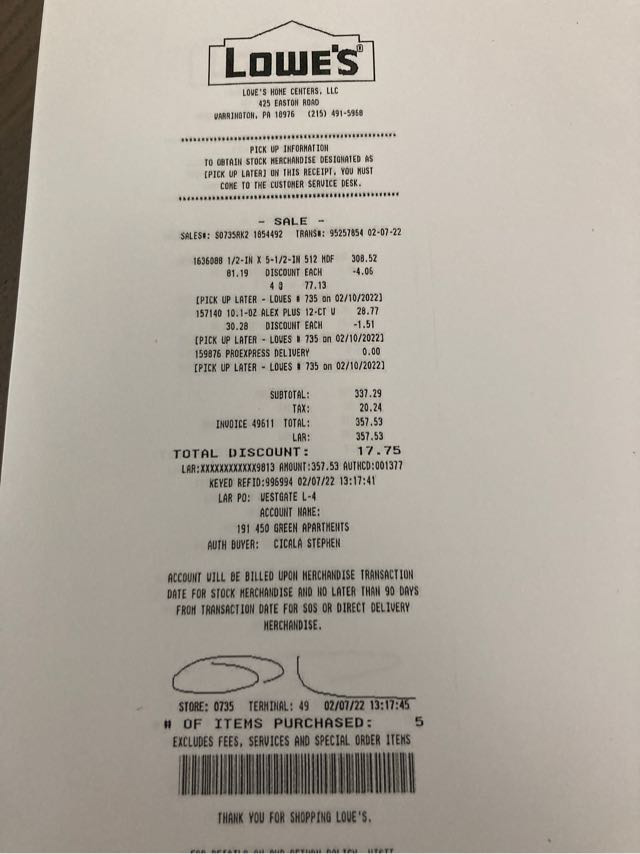 LOWE'S®
LOWE'S HOME CENTERS, LLC
425 EASTON ROAD
WARRINGTON, PA 18976 (215) 491-5968
PICK UP INFORMATION
TO OBTAIN STOCK MERCHANDISE DESIGNATED AS
[PICK UP LATER] ON THIS RECEIPT, YOU MUST
COME TO THE CUSTOMER SERVICE DESK.
- SALE -
SALES#: S0735RK2 1854492 TRANS#: 95257854 02-07-22
1636088 1/2-IN X 5-1/2-IN 512 MDF 308.52
81.19 DISCOUNT EACH -4.06
4 @ 77.13
[PICK UP LATER - LOWES # 735 on 02/10/2022]
157140 10.1-OZ ALEX PLUS 12-CT W 28.77
30.28 DISCOUNT EACH -1.51
[PICK UP LATER - LOWES # 735 on 02/10/2022]
159876 PROEXPRESS DELIVERY 0.00
[PICK UP LATER - LOWES # 735 on 02/10/2022]
SUBTOTAL: 337.29
TAX: 20.24
INVOICE 49611 TOTAL: 357.53
LAR: 357.53
TOTAL DISCOUNT: 17.75
LAR:XXXXXXXXXXXX9813 AMOUNT:357.53 AUTHCD:001377
KEYED REFID:996994 02/07/22 13:17:41
LAR PO: WESTGATE L-4
ACCOUNT NAME:
191 450 GREEN APARTMENTS
AUTH BUYER: CICALA STEPHEN
ACCOUNT WILL BE BILLED UPON MERCHANDISE TRANSACTION
DATE FOR STOCK MERCHANDISE AND NO LATER THAN 90 DAYS
FROM TRANSACTION DATE FOR SOS OR DIRECT DELIVERY
MERCHANDISE.
STORE: 0735 TERMINAL: 49 02/07/22 13:17:45
# OF ITEMS PURCHASED: 5
EXCLUDES FEES, SERVICES AND SPECIAL ORDER ITEMS
THANK YOU FOR SHOPPING LOWE'S.